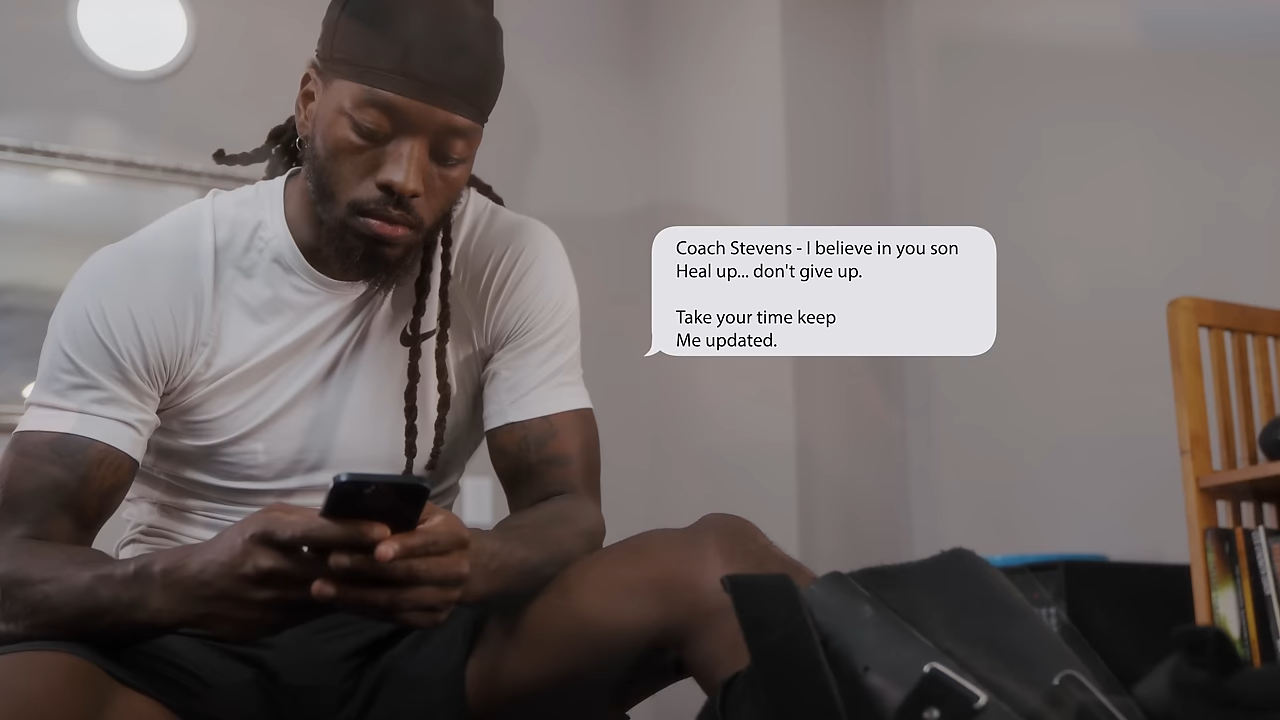 Coach Stevens - I believe in you son
Heal up... don't give up.
Take your time keep
Me updated.